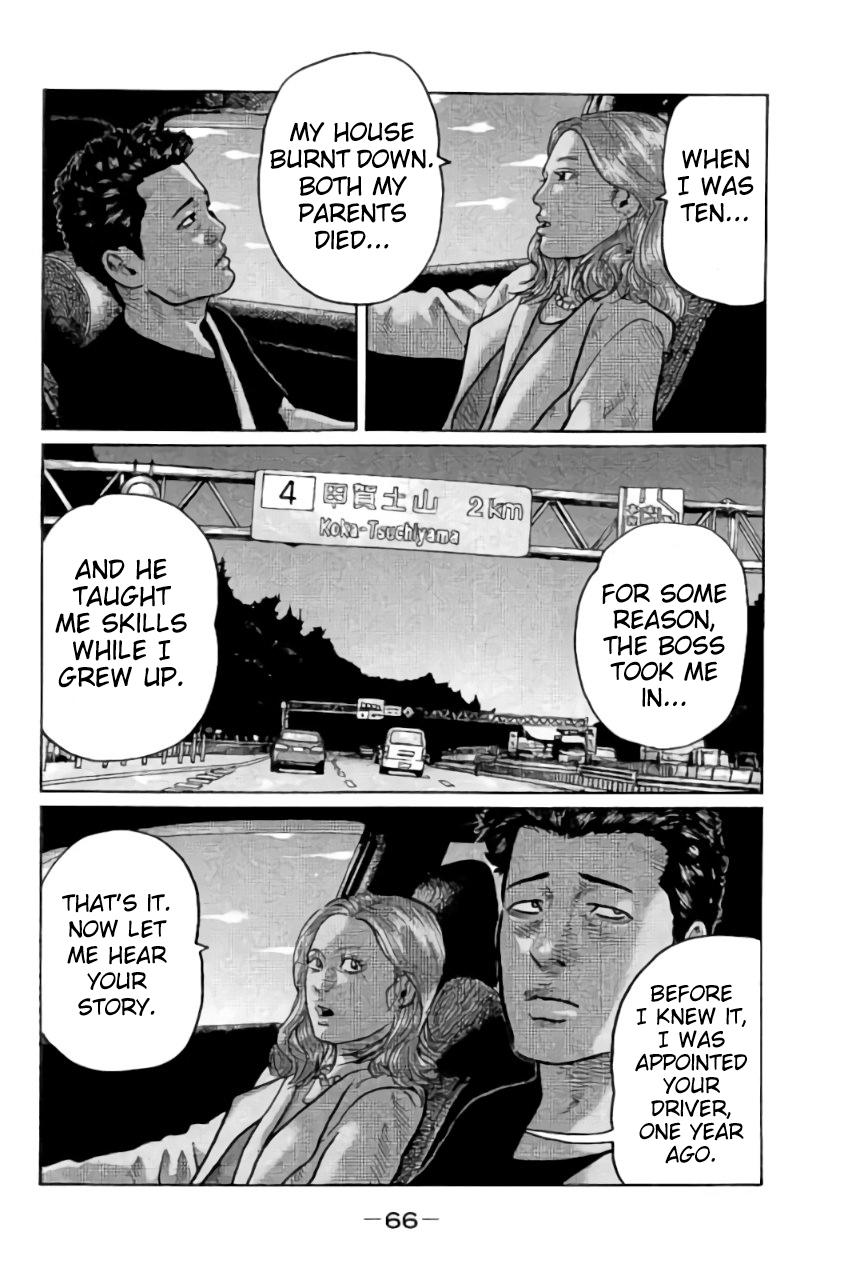 WHEN
I WAS
TEN...
MY HOUSE
BURNT DOWN.
BOTH MY
PARENTS
DIED...
4 甲賀土山 2km
Koka-Tsuchiyama
FOR SOME
REASON,
THE BOSS
TOOK ME
IN...
AND HE
TAUGHT
ME SKILLS
WHILE I
GREW UP.
BEFORE
I KNEW IT,
I WAS
APPOINTED
YOUR
DRIVER,
ONE YEAR
AGO.
THAT'S IT.
NOW LET
ME HEAR
YOUR
STORY.
—66—